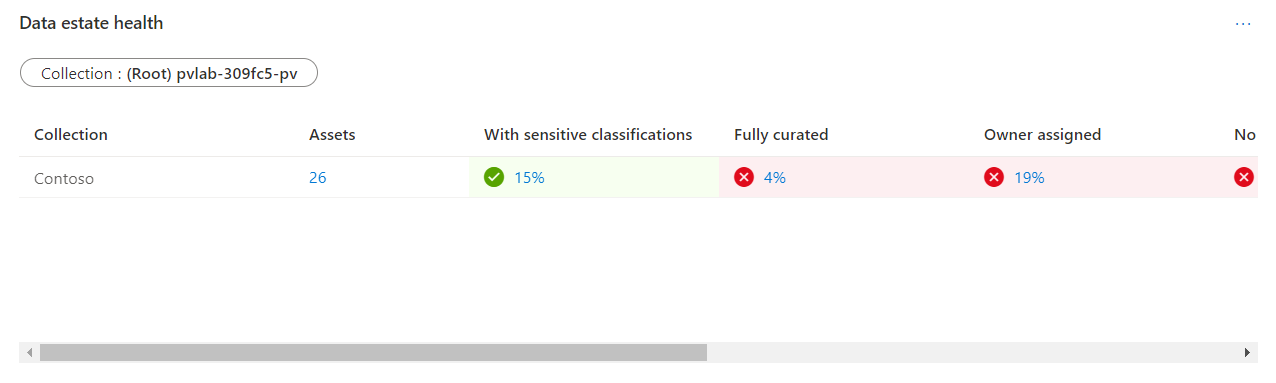 Data estate health
...
Collection : (Root) pvlab-309fc5-pv
Collection Assets With sensitive classifications Fully curated Owner assigned No
Contoso 26 15% 4% 19%